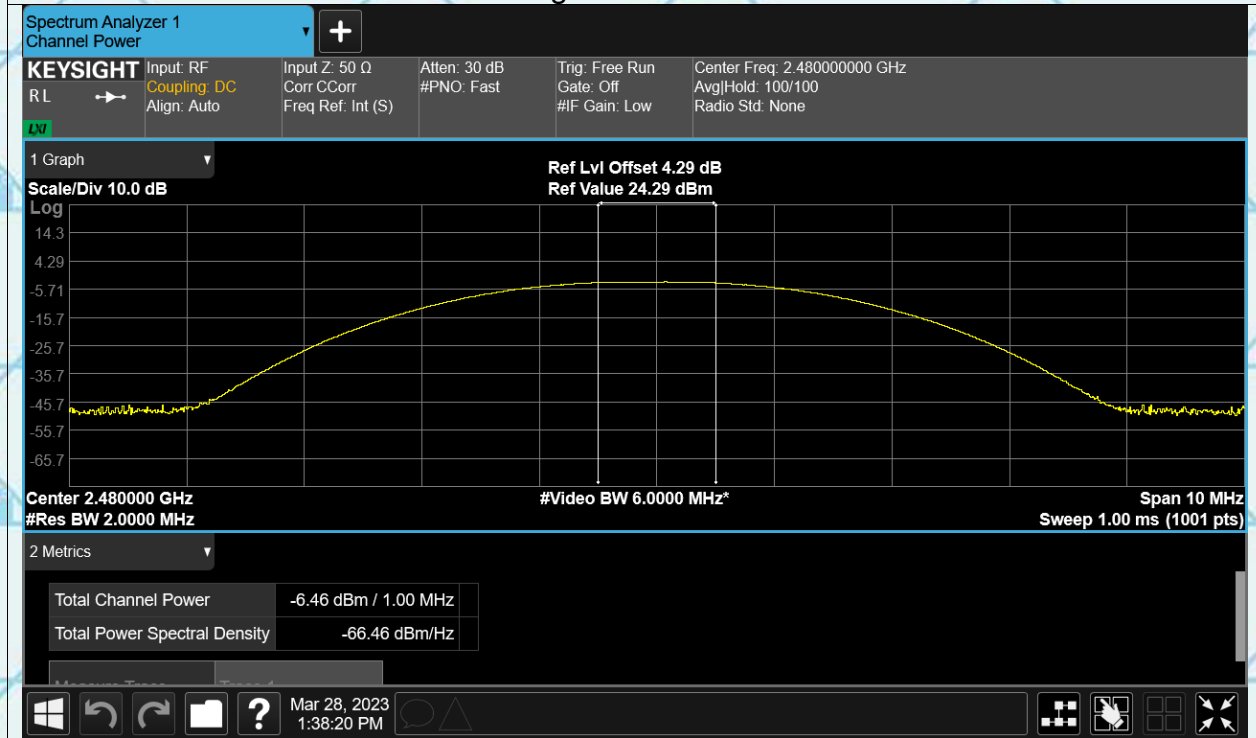 Spectrum Analyzer 1
Channel Power
+
KEYSIGHT
Input: RF
Coupling: DC
Align: Auto
Input Z: 50 Ω
Corr CCorr
Freq Ref: Int (S)
Atten: 30 dB
#PNO: Fast
Trig: Free Run
Gate: Off
#IF Gain: Low
Center Freq: 2.480000000 GHz
Avg|Hold: 100/100
Radio Std: None
R L
LXI
1 Graph
Scale/Div 10.0 dB
Ref Lvl Offset 4.29 dB
Ref Value 24.29 dBm
Log
14.3
4.29
-5.71
-15.7
-25.7
-35.7
-45.7
-55.7
-65.7
Center 2.480000 GHz
#Res BW 2.0000 MHz
#Video BW 6.0000 MHz*
Span 10 MHz
Sweep 1.00 ms (1001 pts)
2 Metrics
Total Channel Power -6.46 dBm / 1.00 MHz
Total Power Spectral Density -66.46 dBm/Hz
?
Mar 28, 2023
1:38:20 PM